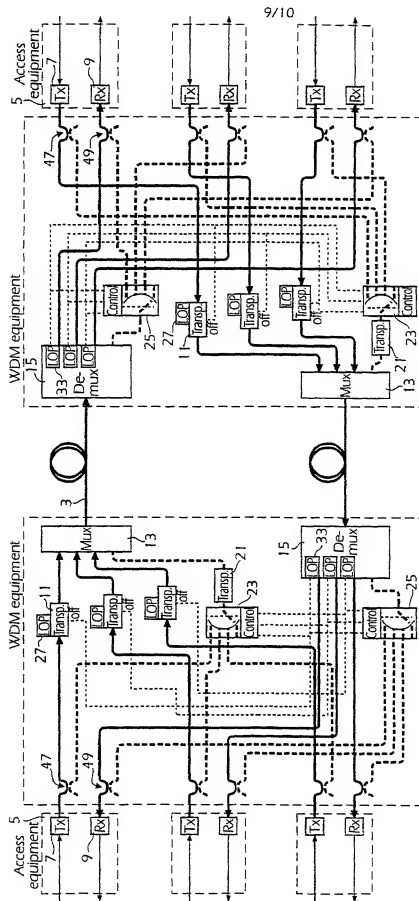 9/10
Access equipment
5
7
Tx
9
Rx
47
49
WDM equipment
27
LOP
11
Transp.
off
LOP
Transp.
off
LOP
Transp.
off
Mux
13
Transp.
21
23
Control
15
LOP
33
LOP
LOP
De-
mux
Control
25
Tx
Rx
Tx
Rx
3
WDM equipment
15
LOP
33
LOP
LOP
De-
mux
Control
25
27
LOP
11
Transp.
off
LOP
Transp.
off
LOP
Transp.
off
Mux
13
Transp.
21
Control
23
47
49
Access equipment
5
7
Tx
9
Rx
Tx
Rx
Tx
Rx